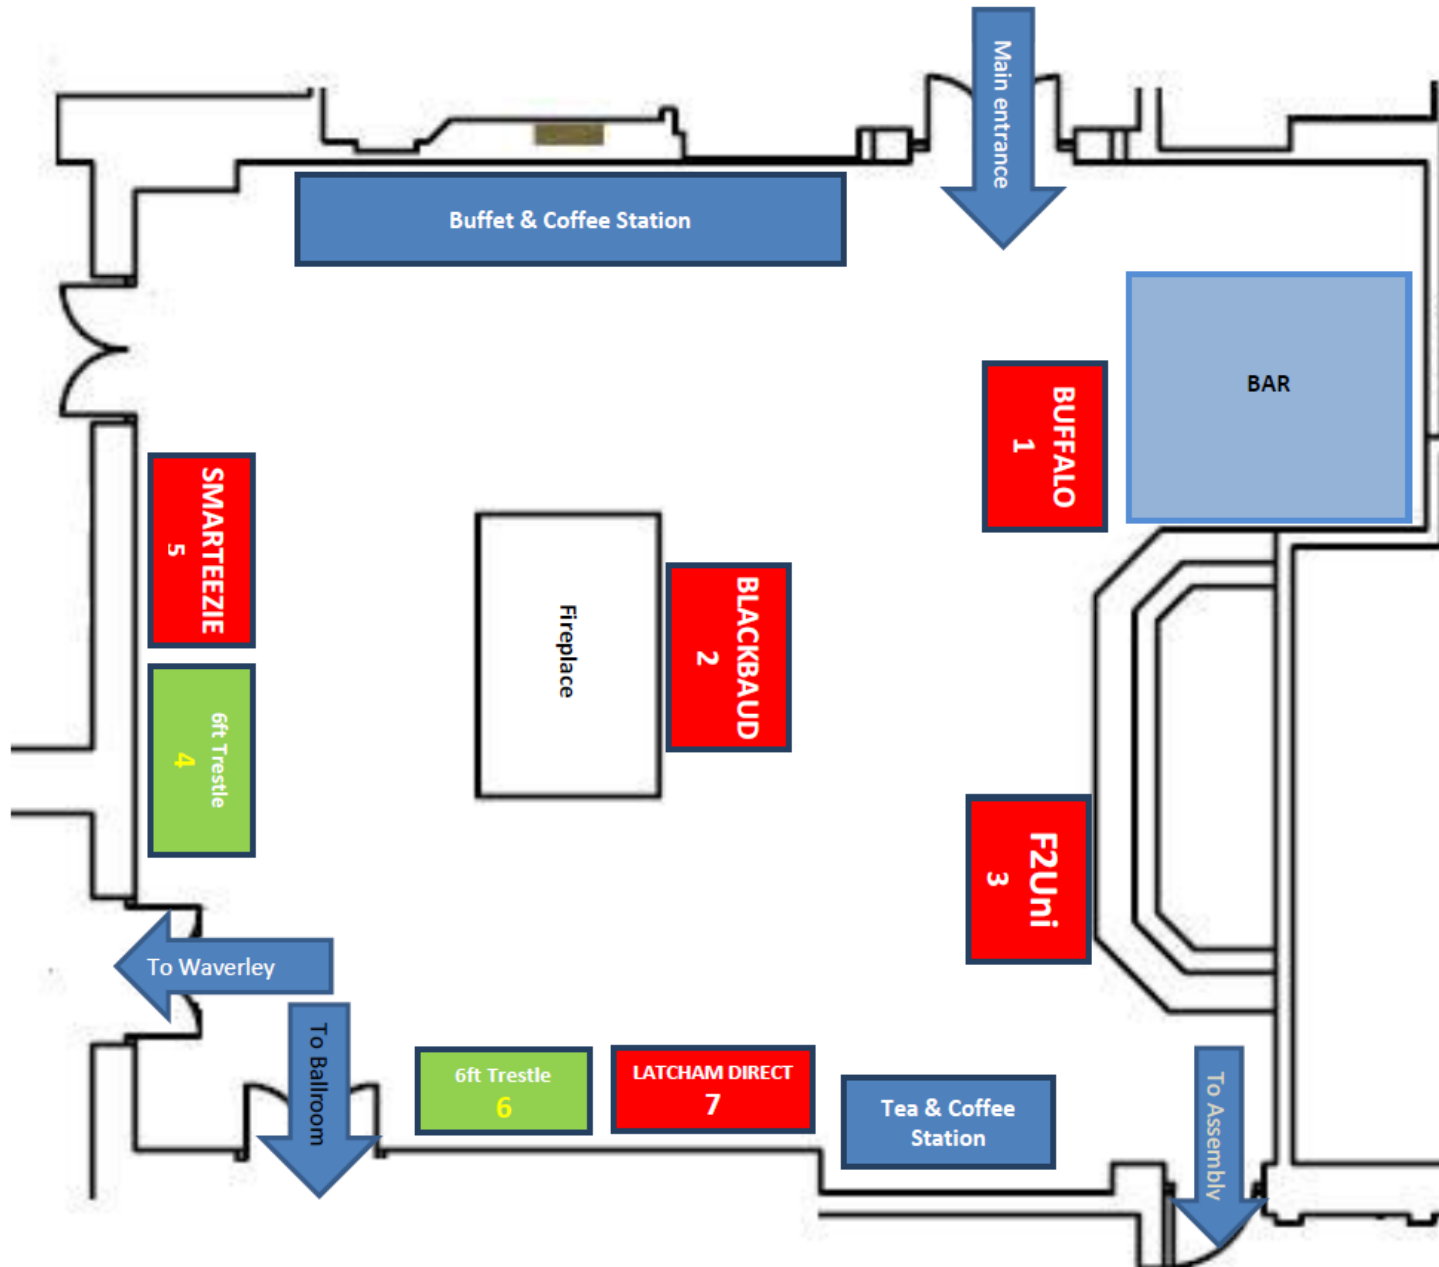 Main entrance
Buffet & Coffee Station
BAR
BUFFALO
1
SMARTEEZIE
5
Fireplace
BLACKBAUD
2
6ft Trestle
4
F2Uni
3
To Waverley
To Ballroom
6ft Trestle
6
LATCHAM DIRECT
7
Tea & Coffee
Station
To Assembly